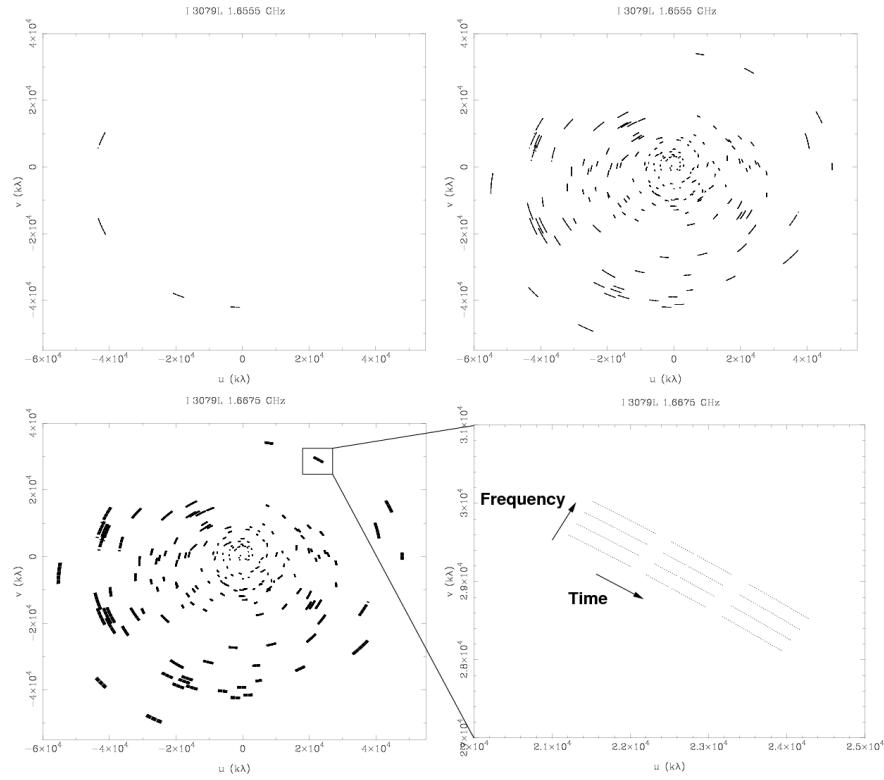 I 3079L 1.6555 GHz
I 3079L 1.6555 GHz
4×10⁴
2×10⁴
0
−2×10⁴
−4×10⁴
v (kλ)
−6×10⁴ −4×10⁴ −2×10⁴ 0 2×10⁴ 4×10⁴
u (kλ)
4×10⁴
2×10⁴
0
−2×10⁴
−4×10⁴
v (kλ)
−6×10⁴ −4×10⁴ −2×10⁴ 0 2×10⁴ 4×10⁴
u (kλ)
I 3079L 1.6675 GHz
I 3079L 1.6675 GHz
4×10⁴
2×10⁴
0
−2×10⁴
−4×10⁴
v (kλ)
−6×10⁴ −4×10⁴ −2×10⁴ 0 2×10⁴ 4×10⁴
u (kλ)
3.1×10⁴
3×10⁴
2.9×10⁴
2.8×10⁴
v (kλ)
Frequency
Time
2.1×10⁴ 2.2×10⁴ 2.3×10⁴ 2.4×10⁴ 2.5×10⁴
u (kλ)